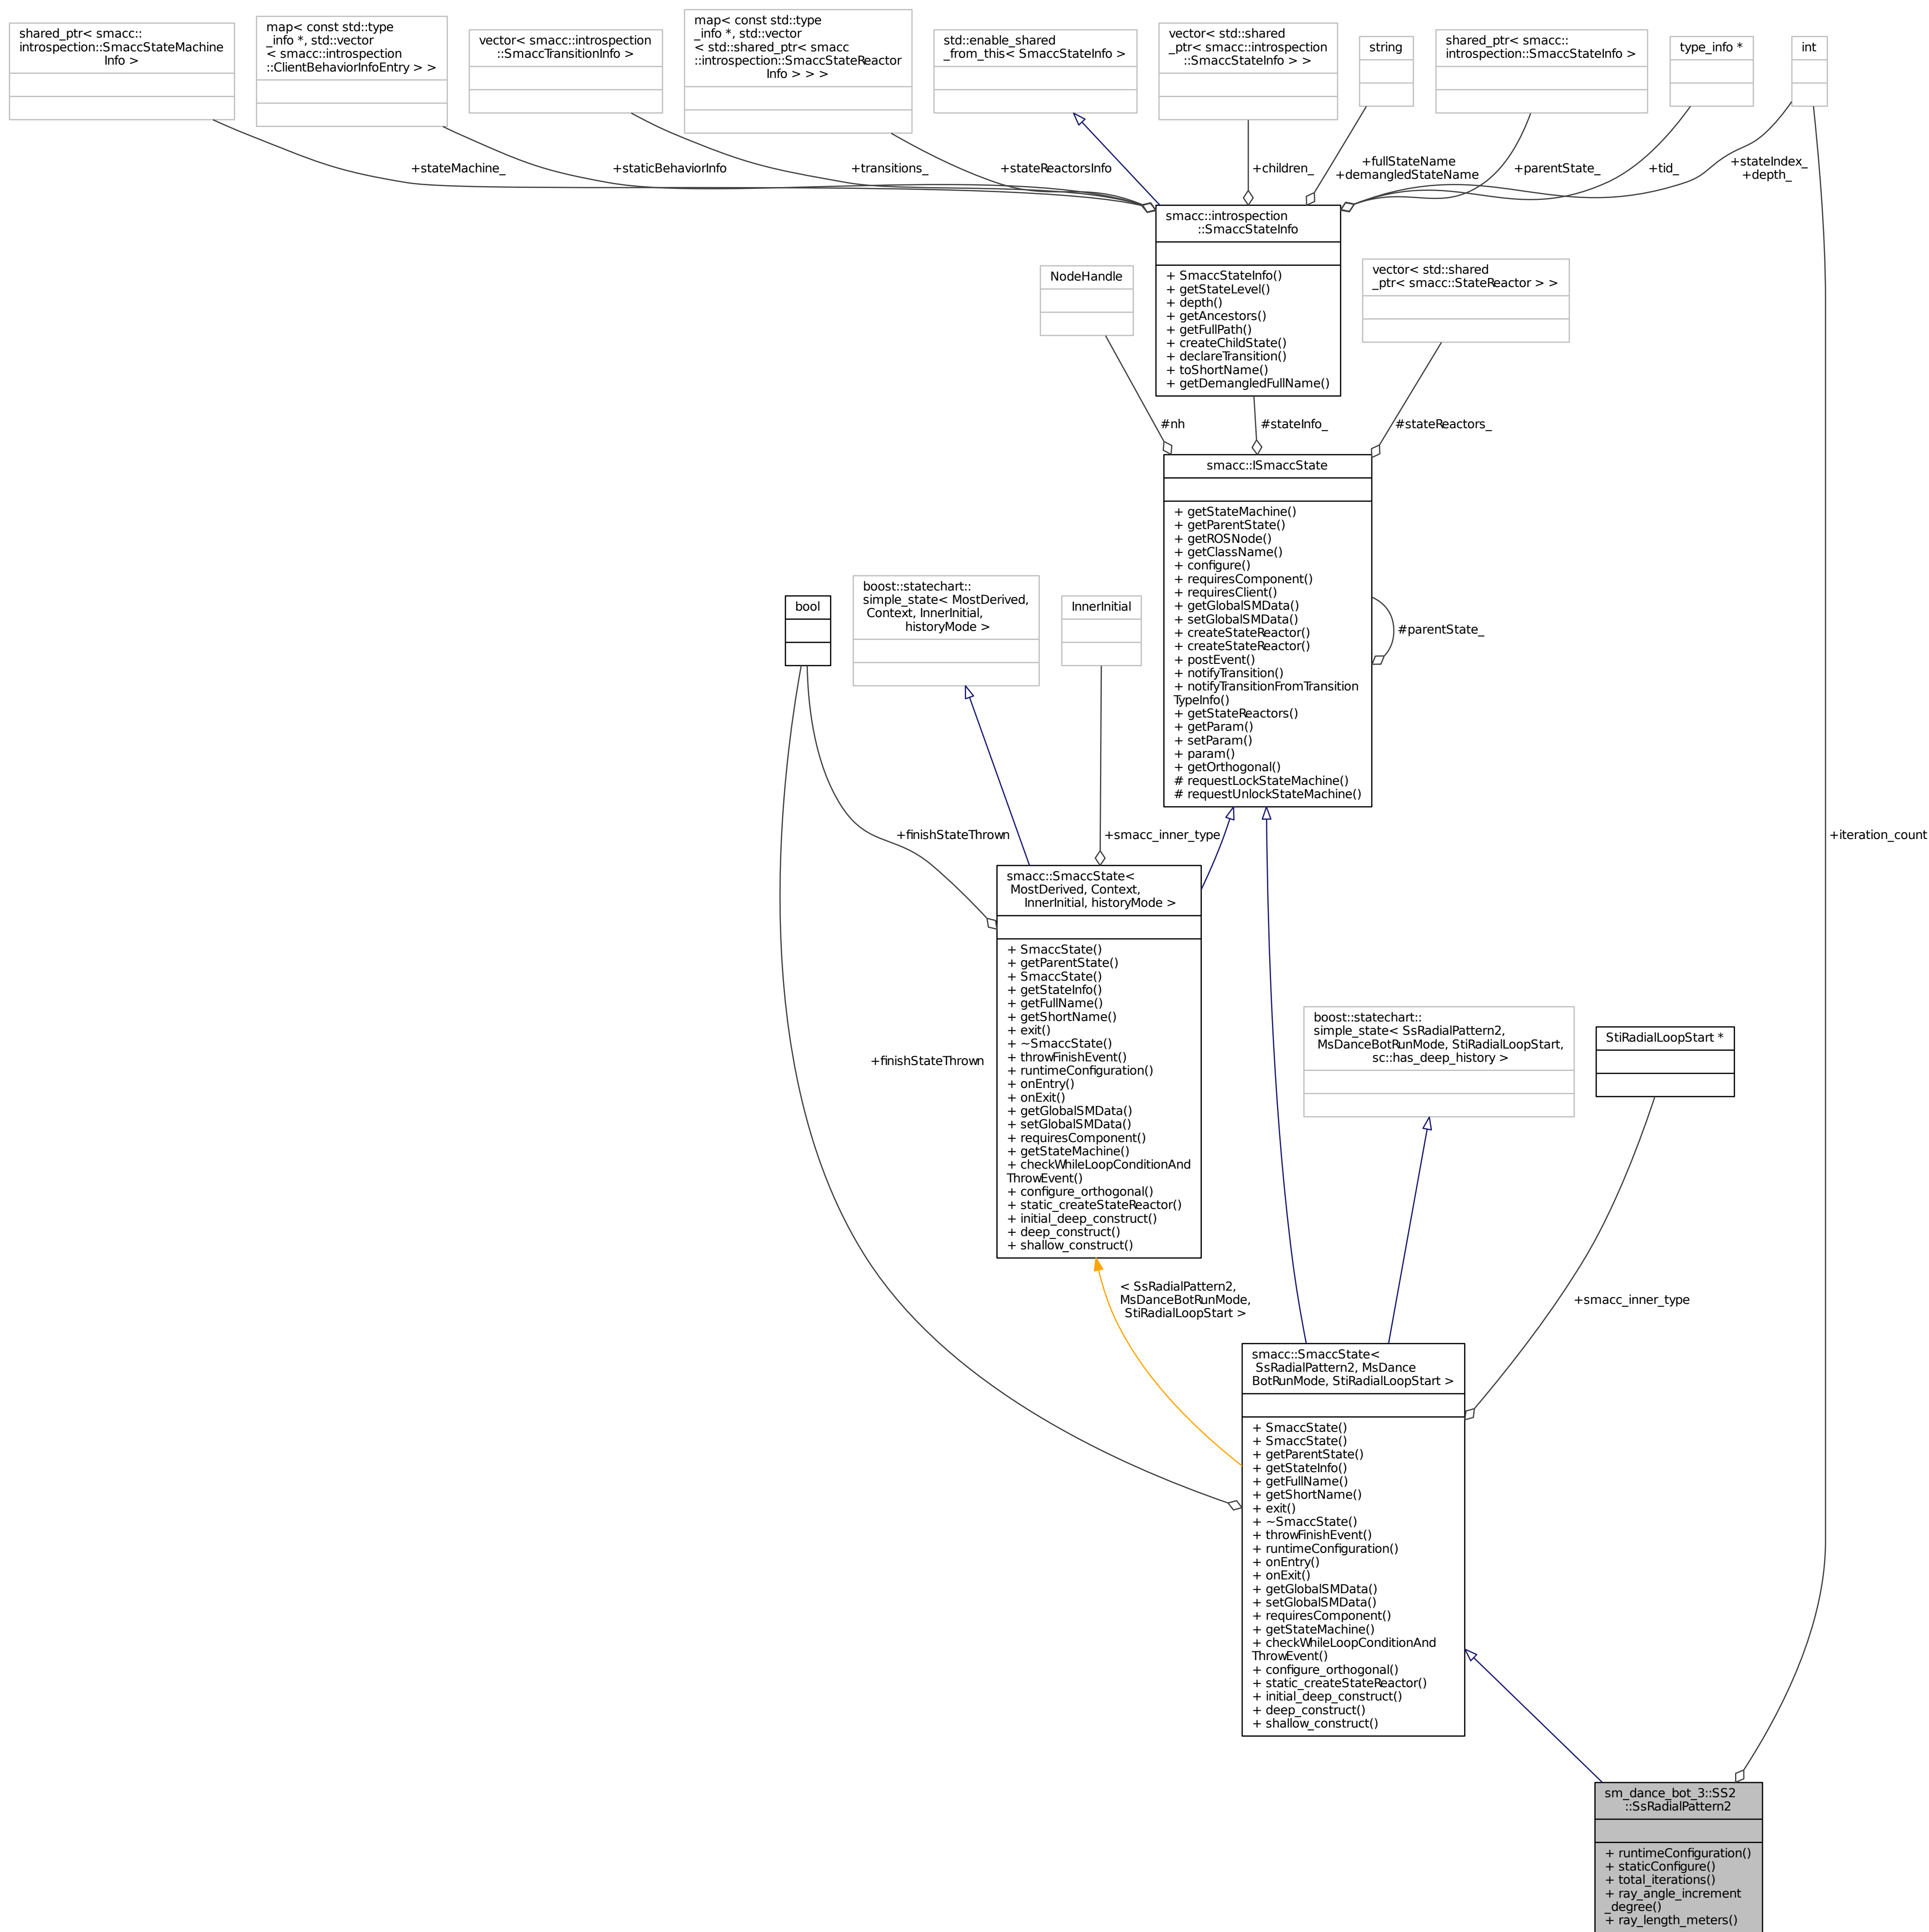 shared_ptr< smacc::
introspection::SmaccStateMachine
Info >
map< const std::type
_info *, std::vector
< smacc::introspection
::ClientBehaviorInfoEntry > >
vector< smacc::introspection
::SmaccTransitionInfo >
map< const std::type
_info *, std::vector
< std::shared_ptr< smacc
::introspection::SmaccStateReactor
Info > > >
std::enable_shared
_from_this< SmaccStateInfo >
vector< std::shared
_ptr< smacc::introspection
::SmaccStateInfo > >
string
shared_ptr< smacc::
introspection::SmaccStateInfo >
type_info *
int
+stateMachine_
+staticBehaviorInfo
+transitions_
+stateReactorsInfo
+children_
+fullStateName
+demangledStateName
+parentState_
+tid_
+stateIndex_
+depth_
smacc::introspection
::SmaccStateInfo
+ SmaccStateInfo()
+ getStateLevel()
+ depth()
+ getAncestors()
+ getFullPath()
+ createChildState()
+ declareTransition()
+ toShortName()
+ getDemangledFullName()
NodeHandle
vector< std::shared
_ptr< smacc::StateReactor > >
#nh
#stateInfo_
#stateReactors_
smacc::ISmaccState
+ getStateMachine()
+ getParentState()
+ getROSNode()
+ getClassName()
+ configure()
+ requiresComponent()
+ requiresClient()
+ getGlobalSMData()
+ setGlobalSMData()
+ createStateReactor()
+ createStateReactor()
+ postEvent()
+ notifyTransition()
+ notifyTransitionFromTransition
TypeInfo()
+ getStateReactors()
+ getParam()
+ setParam()
+ param()
+ getOrthogonal()
# requestLockStateMachine()
# requestUnlockStateMachine()
#parentState_
bool
boost::statechart::
simple_state< MostDerived,
Context, InnerInitial,
historyMode >
InnerInitial
+finishStateThrown
+smacc_inner_type
+iteration_count
smacc::SmaccState<
MostDerived, Context,
InnerInitial, historyMode >
+ SmaccState()
+ getParentState()
+ SmaccState()
+ getStateInfo()
+ getFullName()
+ getShortName()
+ exit()
+ ~SmaccState()
+ throwFinishEvent()
+ runtimeConfiguration()
+ onEntry()
+ onExit()
+ getGlobalSMData()
+ setGlobalSMData()
+ requiresComponent()
+ getStateMachine()
+ checkWhileLoopConditionAnd
ThrowEvent()
+ configure_orthogonal()
+ static_createStateReactor()
+ initial_deep_construct()
+ deep_construct()
+ shallow_construct()
+finishStateThrown
boost::statechart::
simple_state< SsRadialPattern2,
MsDanceBotRunMode, StiRadialLoopStart,
sc::has_deep_history >
StiRadialLoopStart *
< SsRadialPattern2,
MsDanceBotRunMode,
StiRadialLoopStart >
+smacc_inner_type
smacc::SmaccState<
SsRadialPattern2, MsDance
BotRunMode, StiRadialLoopStart >
+ SmaccState()
+ SmaccState()
+ getParentState()
+ getStateInfo()
+ getFullName()
+ getShortName()
+ exit()
+ ~SmaccState()
+ throwFinishEvent()
+ runtimeConfiguration()
+ onEntry()
+ onExit()
+ getGlobalSMData()
+ setGlobalSMData()
+ requiresComponent()
+ getStateMachine()
+ checkWhileLoopConditionAnd
ThrowEvent()
+ configure_orthogonal()
+ static_createStateReactor()
+ initial_deep_construct()
+ deep_construct()
+ shallow_construct()
sm_dance_bot_3::SS2
::SsRadialPattern2
+ runtimeConfiguration()
+ staticConfigure()
+ total_iterations()
+ ray_angle_increment
_degree()
+ ray_length_meters()